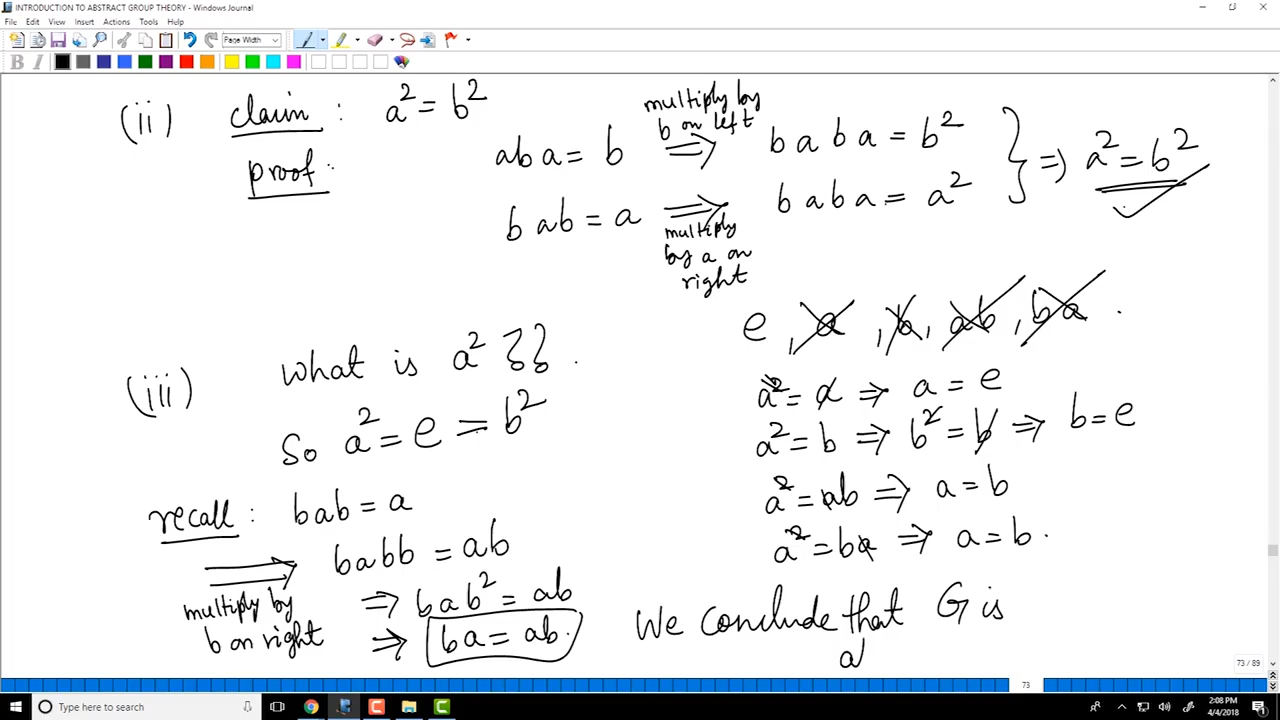 INTRODUCTION TO ABSTRACT GROUP THEORY - Windows Journal
File Edit View Insert Actions Tools Help
Page Width
B I
(ii) claim : a² = b²
proof:
aba = b ⇒ baba = b²
multiply by
b on left
bab = a ⇒ baba = a²
multiply
by a on
right
} ⇒ a² = b²
e , a , b , ab , ba .
(iii) What is a² ??
a² = a ⇒ a = e
So a² = e = b²
a² = b ⇒ b² = b ⇒ b = e
a² = ab ⇒ a = b
a² = ba ⇒ a = b.
recall : bab = a
⇒ babb = ab
multiply by
b on right
⇒ bab² = ab
⇒ ba = ab.
We conclude that G is
a
73 / 89
73
Type here to search
2:08 PM
4/4/2018